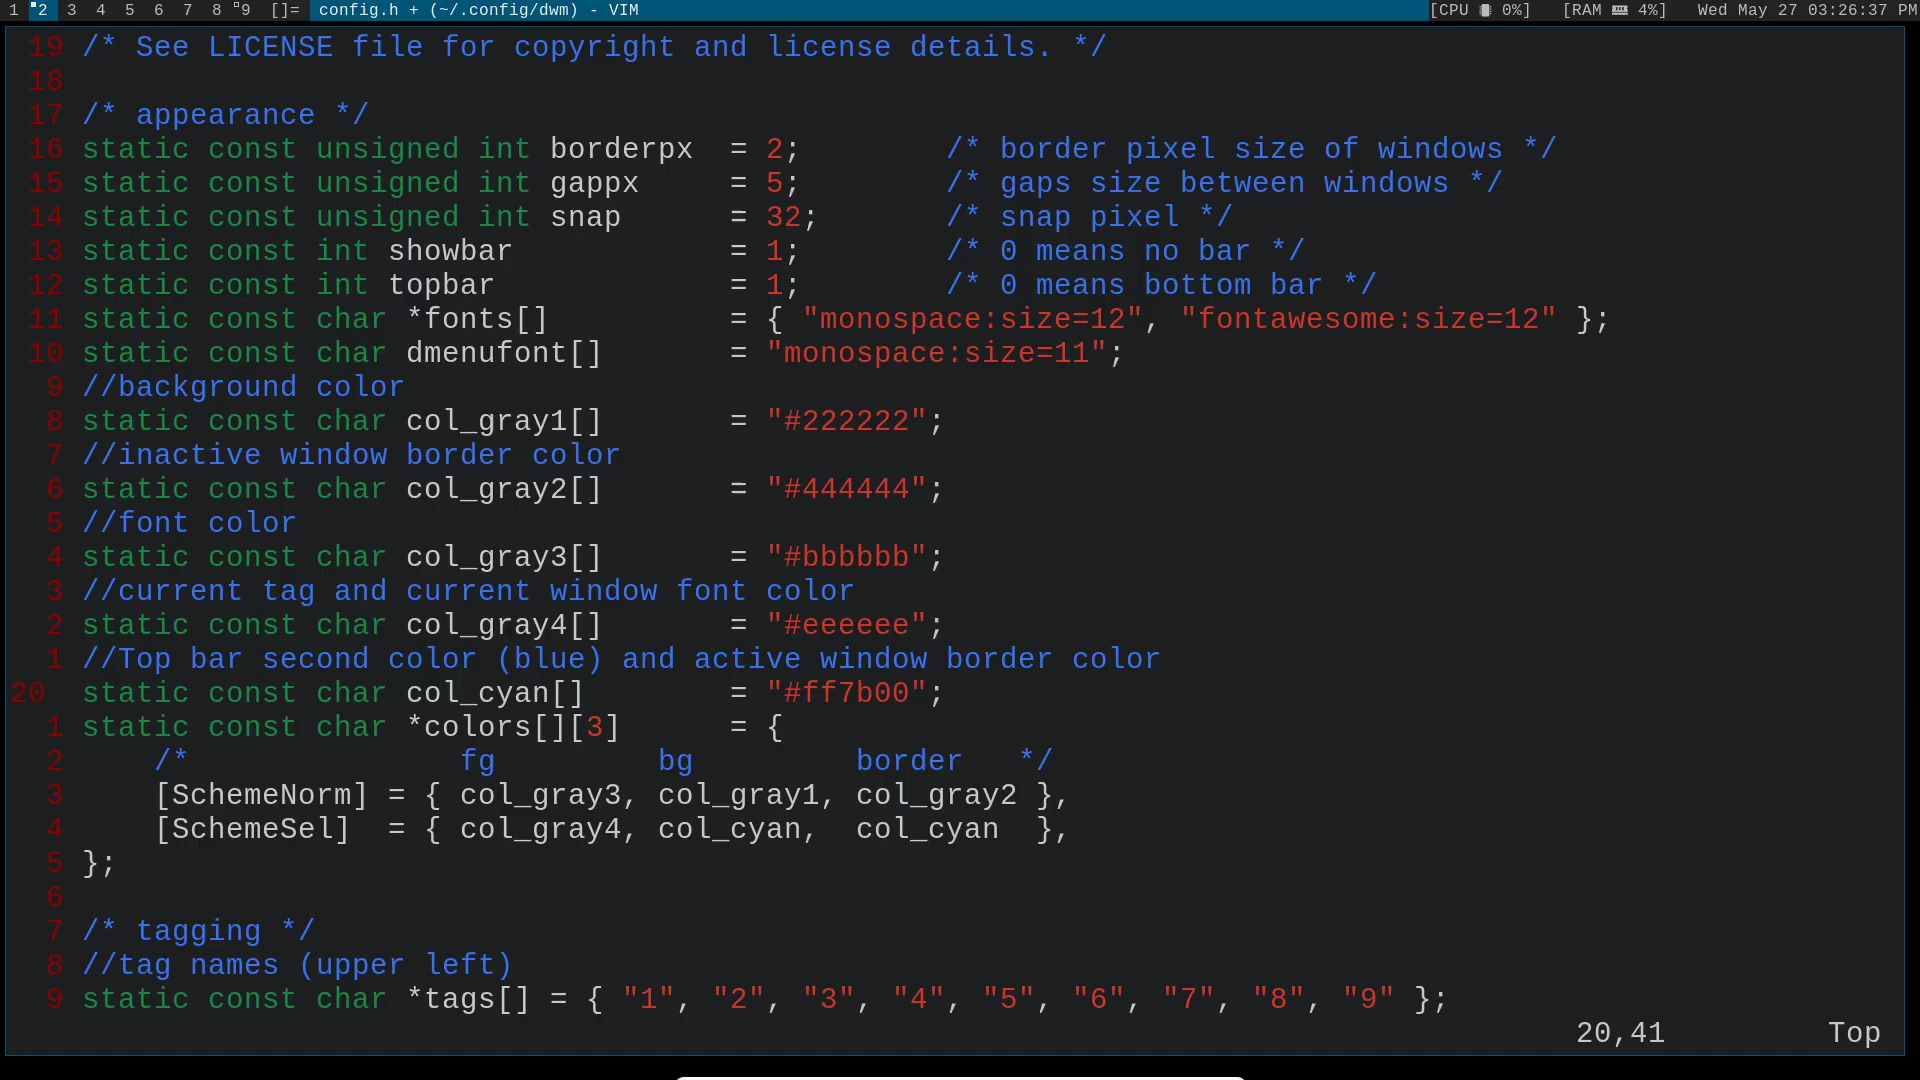 1 2 3 4 5 6 7 8 9 []= config.h + (~/.config/dwm) - VIM [CPU 0%] [RAM 4%] Wed May 27 03:26:37 PM
19 /* See LICENSE file for copyright and license details. */
18
17 /* appearance */
16 static const unsigned int borderpx  = 2;        /* border pixel size of windows */
15 static const unsigned int gappx     = 5;        /* gaps size between windows */
14 static const unsigned int snap      = 32;       /* snap pixel */
13 static const int showbar            = 1;        /* 0 means no bar */
12 static const int topbar             = 1;        /* 0 means bottom bar */
11 static const char *fonts[]          = { "monospace:size=12", "fontawesome:size=12" };
10 static const char dmenufont[]       = "monospace:size=11";
9 //background color
8 static const char col_gray1[]       = "#222222";
7 //inactive window border color
6 static const char col_gray2[]       = "#444444";
5 //font color
4 static const char col_gray3[]       = "#bbbbbb";
3 //current tag and current window font color
2 static const char col_gray4[]       = "#eeeeee";
1 //Top bar second color (blue) and active window border color
20 static const char col_cyan[]        = "#ff7b00";
1 static const char *colors[][3]      = {
2     /*               fg         bg         border   */
3     [SchemeNorm] = { col_gray3, col_gray1, col_gray2 },
4     [SchemeSel]  = { col_gray4, col_cyan,  col_cyan  },
5 };
6
7 /* tagging */
8 //tag names (upper left)
9 static const char *tags[] = { "1", "2", "3", "4", "5", "6", "7", "8", "9" };
20,41 Top